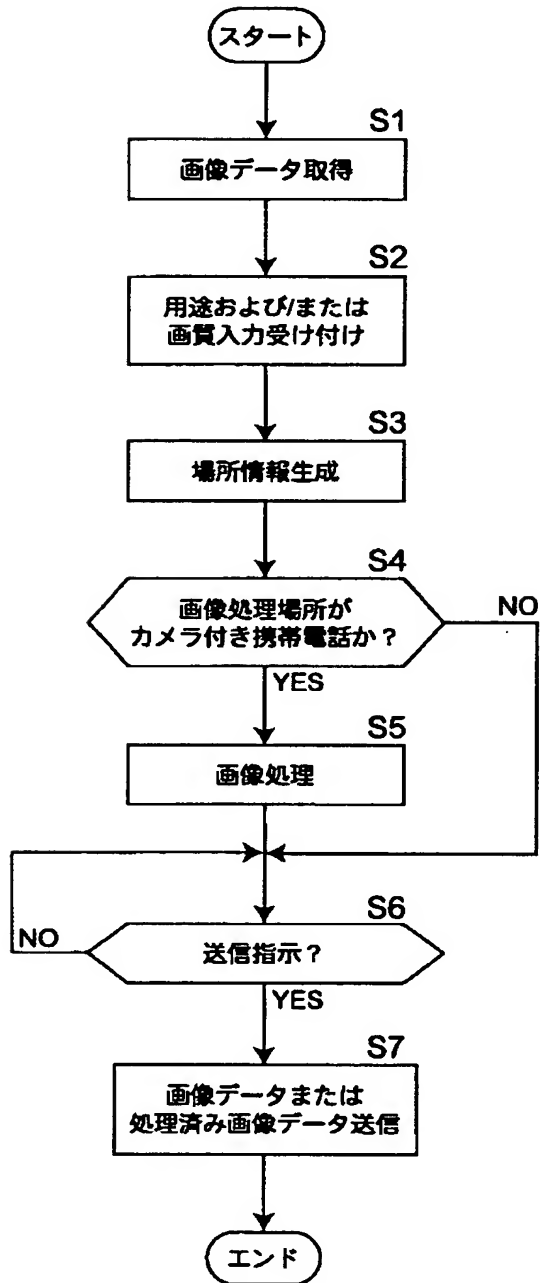 スタート
S1
画像データ取得
S2
用途および/または
画質入力受け付け
S3
場所情報生成
S4
画像処理場所が
カメラ付き携帯電話か？
NO
YES
S5
画像処理
S6
NO
送信指示？
YES
S7
画像データまたは
処理済み画像データ送信
エンド